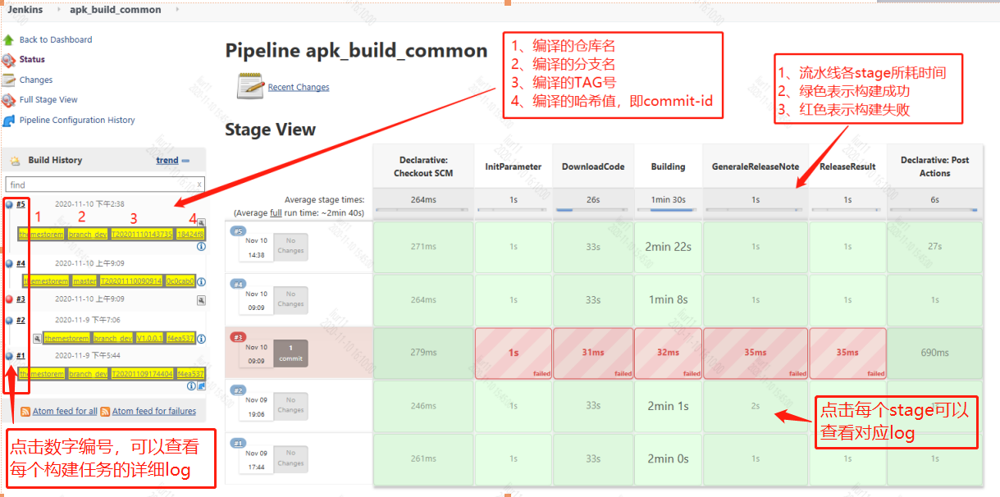 Jenkins apk_build_common
Back to Dashboard
Status
Changes
Full Stage View
Pipeline Configuration History
Build History trend
find x
#5 2020-11-10 下午2:38
1 2 3 4
themestorem branch_dev T20201110143735 18424f8
#4 2020-11-10 上午9:09
themestorem master T20201110090914 0c0cab0
#3 2020-11-10 上午9:09
#2 2020-11-9 下午7:06
themestorem branch_dev V1.0.0.1 f4ea537
#1 2020-11-9 下午5:44
themestorem branch_dev T20201109174404 f4ea537
Atom feed for all Atom feed for failures
点击数字编号，可以查看
每个构建任务的详细log
Pipeline apk_build_common
Recent Changes
1、编译的仓库名
2、编译的分支名
3、编译的TAG号
4、编译的哈希值，即commit-id
1、流水线各stage所耗时间
2、绿色表示构建成功
3、红色表示构建失败
Stage View
Declarative:
Checkout SCM
InitParameter
DownloadCode
Building
GeneraleReleaseNote
ReleaseResult
Declarative: Post
Actions
Average stage times:
(Average full run time: ~2min 40s)
264ms 1s 26s 1min 30s 1s 1s 6s
#5
Nov 10
14:38
No
Changes
271ms 1s 33s 2min 22s 1s 1s 27s
#4
Nov 10
09:09
No
Changes
264ms 1s 33s 1min 8s 1s 1s 1s
#3
Nov 10
09:09
1
commit
279ms 1s 31ms 32ms 35ms 35ms 690ms
failed failed failed failed failed
#2
Nov 09
19:06
No
Changes
246ms 1s 33s 2min 1s 2s
点击每个stage可以
查看对应log
#1
Nov 09
17:44
No
Changes
261ms 1s 33s 2min 0s 1s 1s 1s